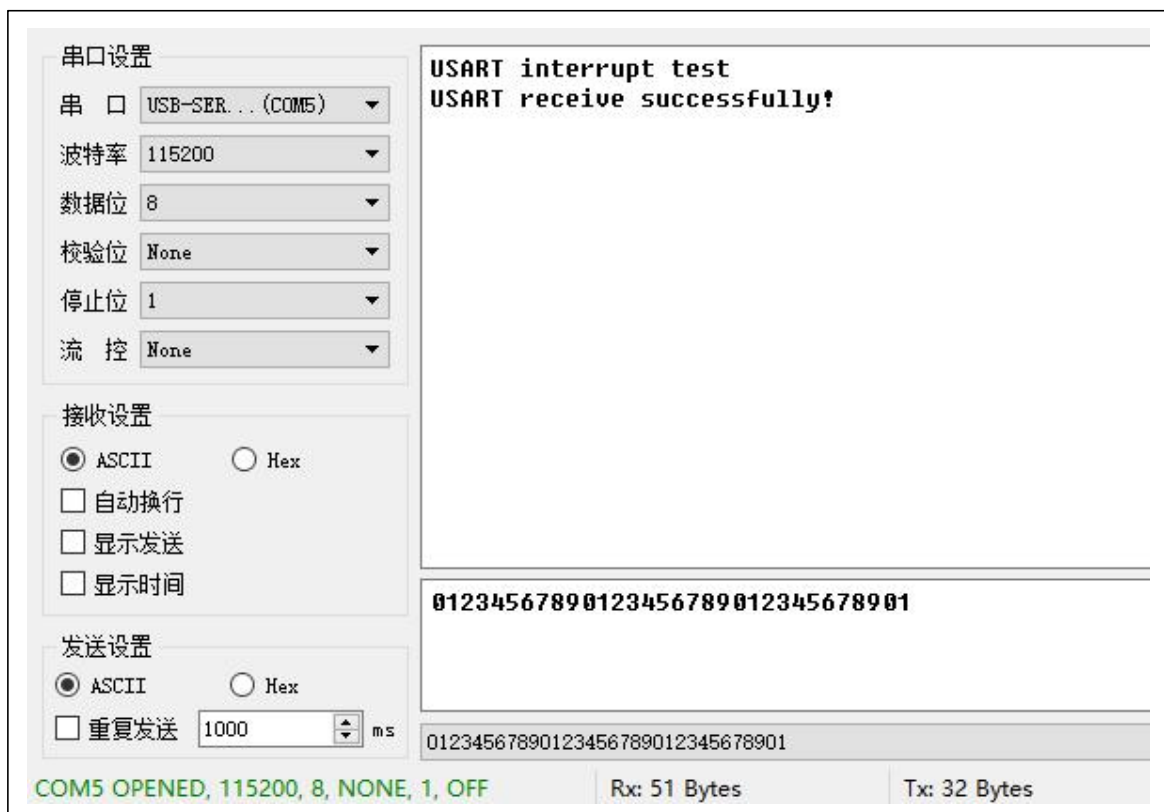 串口设置
串 口 USB-SER...(COM5)
波特率 115200
数据位 8
校验位 None
停止位 1
流 控 None
接收设置
ASCII Hex
自动换行
显示发送
显示时间
发送设置
ASCII Hex
重复发送 1000 ms
USART interrupt test
USART receive successfully!
01234567890123456789012345678901
01234567890123456789012345678901
COM5 OPENED, 115200, 8, NONE, 1, OFF Rx: 51 Bytes Tx: 32 Bytes